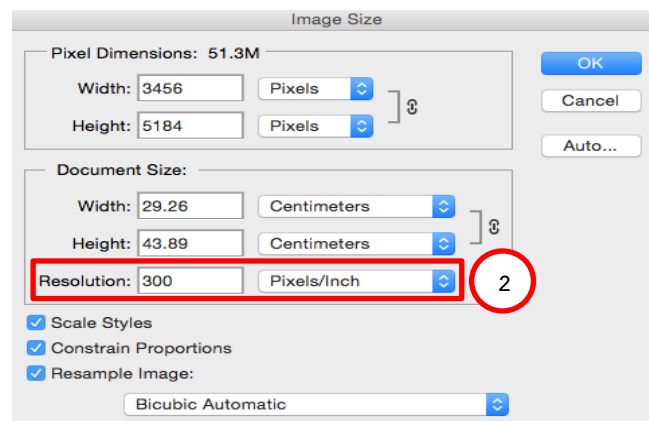 Image Size
Pixel Dimensions: 51.3M
OK
Width: 3456 Pixels
Cancel
Height: 5184 Pixels
Auto...
Document Size:
Width: 29.26 Centimeters
Height: 43.89 Centimeters
Resolution: 300 Pixels/Inch 2
Scale Styles
Constrain Proportions
Resample Image:
Bicubic Automatic